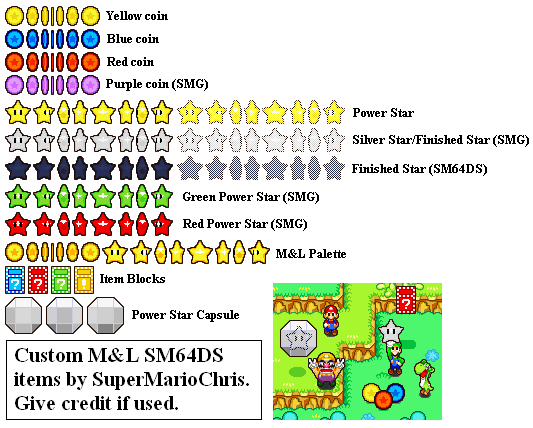 Yellow coin
Blue coin
Red coin
Purple coin (SMG)
Power Star
Silver Star/Finished Star (SMG)
Finished Star (SM64DS)
Green Power Star (SMG)
Red Power Star (SMG)
M&L Palette
Item Blocks
Power Star Capsule
Custom M&L SM64DS
items by SuperMarioChris.
Give credit if used.